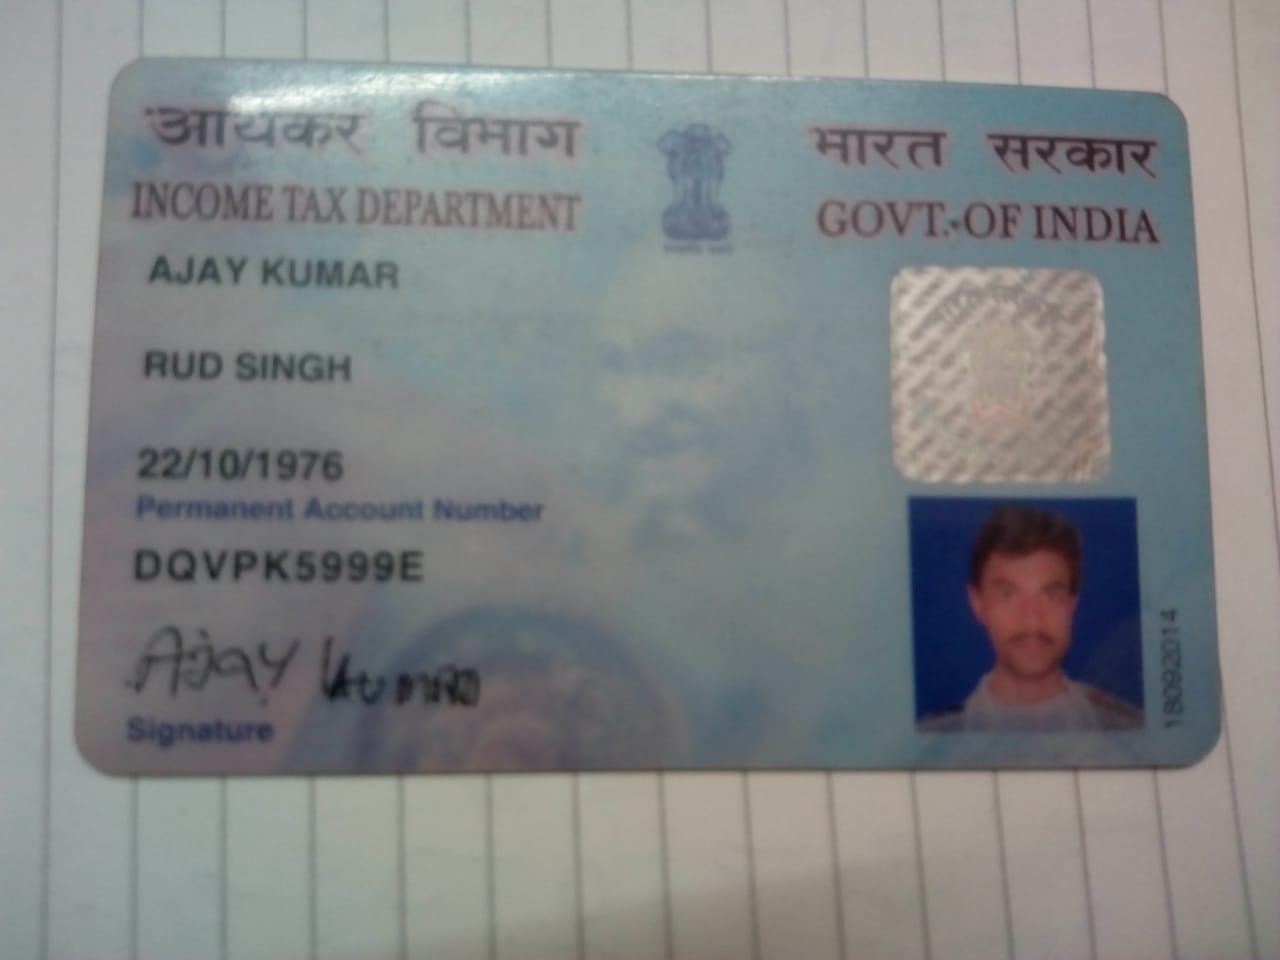 आयकर विभाग
INCOME TAX DEPARTMENT
भारत सरकार
GOVT. OF INDIA
AJAY KUMAR
RUD SINGH
22/10/1976
Permanent Account Number
DQVPK5999E
Ajay Kumar
Signature
18092014